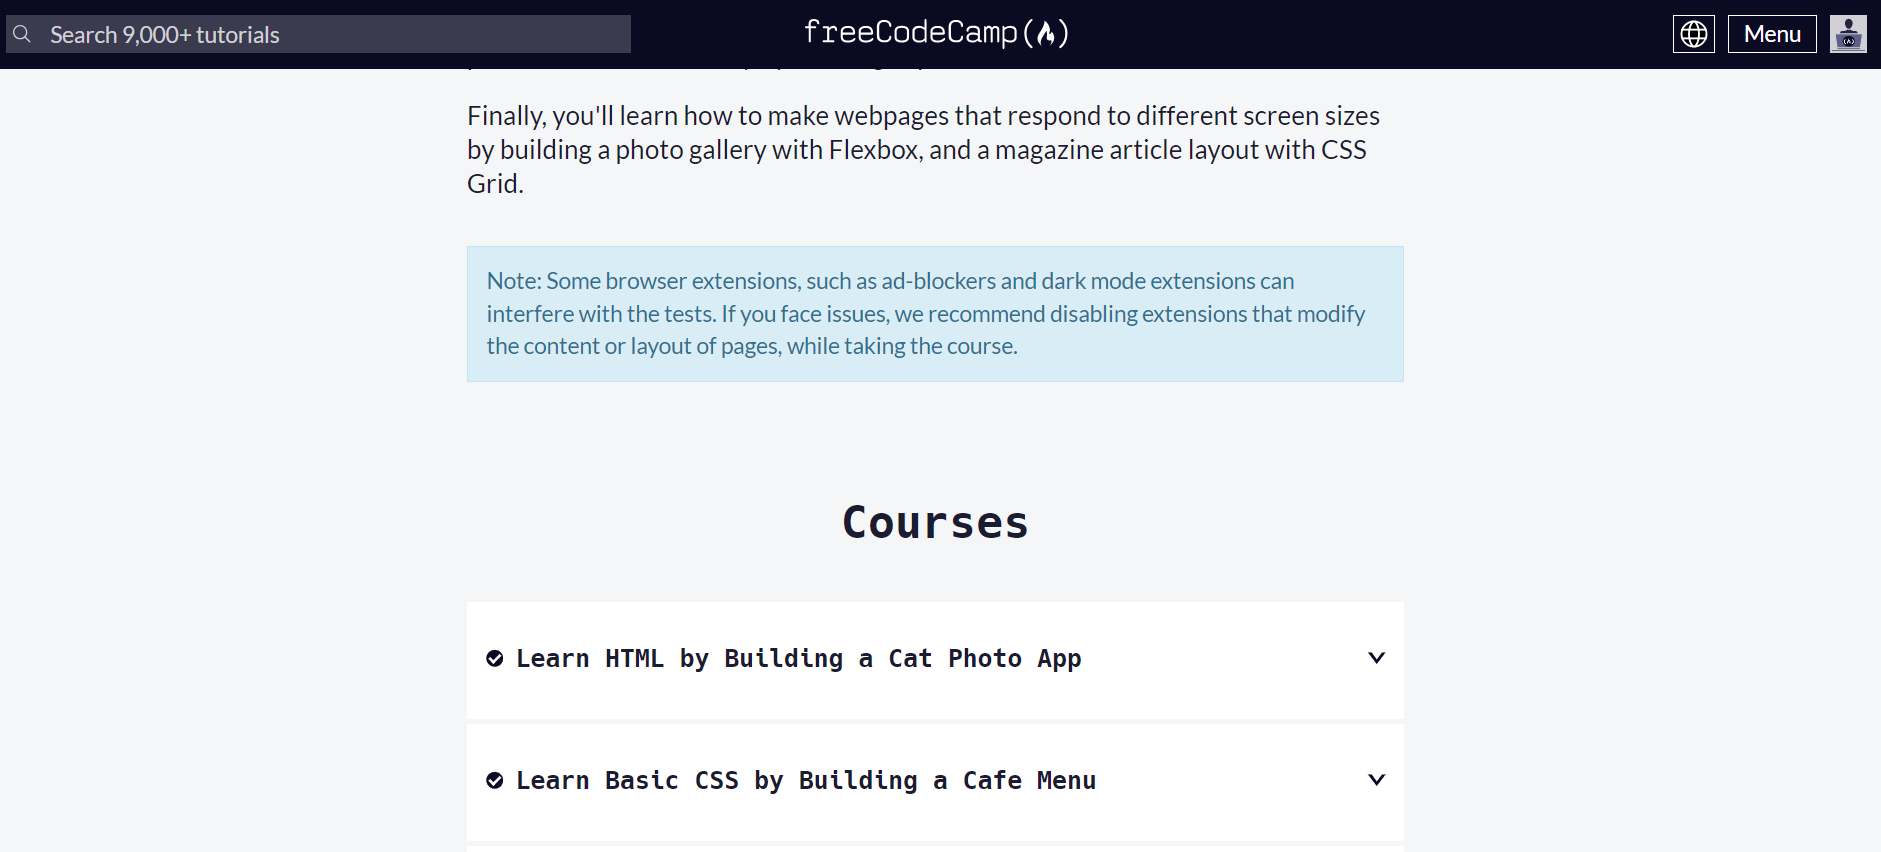 Search 9,000+ tutorials
freeCodeCamp(🔥)
Menu
Finally, you'll learn how to make webpages that respond to different screen sizes
by building a photo gallery with Flexbox, and a magazine article layout with CSS
Grid.
Note: Some browser extensions, such as ad-blockers and dark mode extensions can
interfere with the tests. If you face issues, we recommend disabling extensions that modify
the content or layout of pages, while taking the course.
Courses
Learn HTML by Building a Cat Photo App
Learn Basic CSS by Building a Cafe Menu